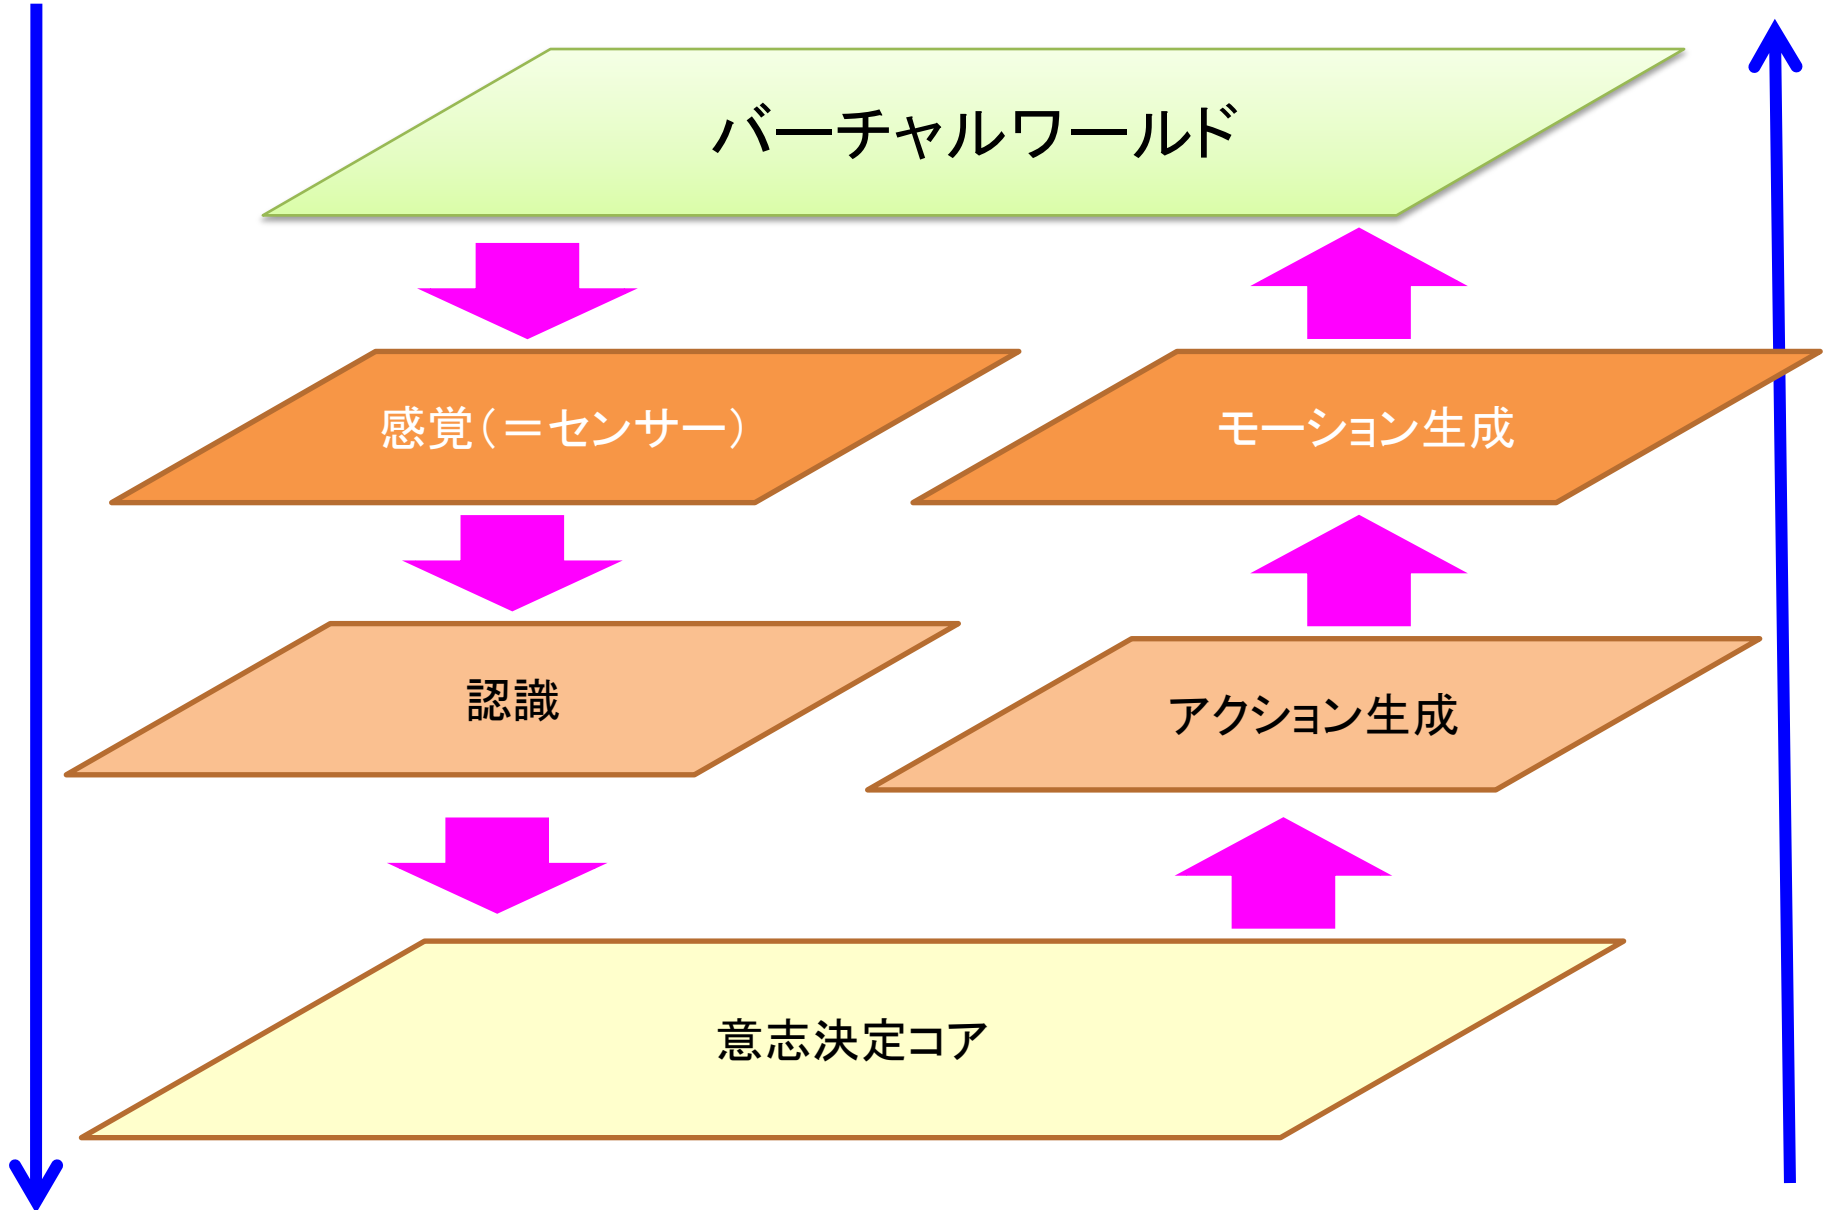 バーチャルワールド
感覚（＝センサー）
モーション生成
認識
アクション生成
意志決定コア